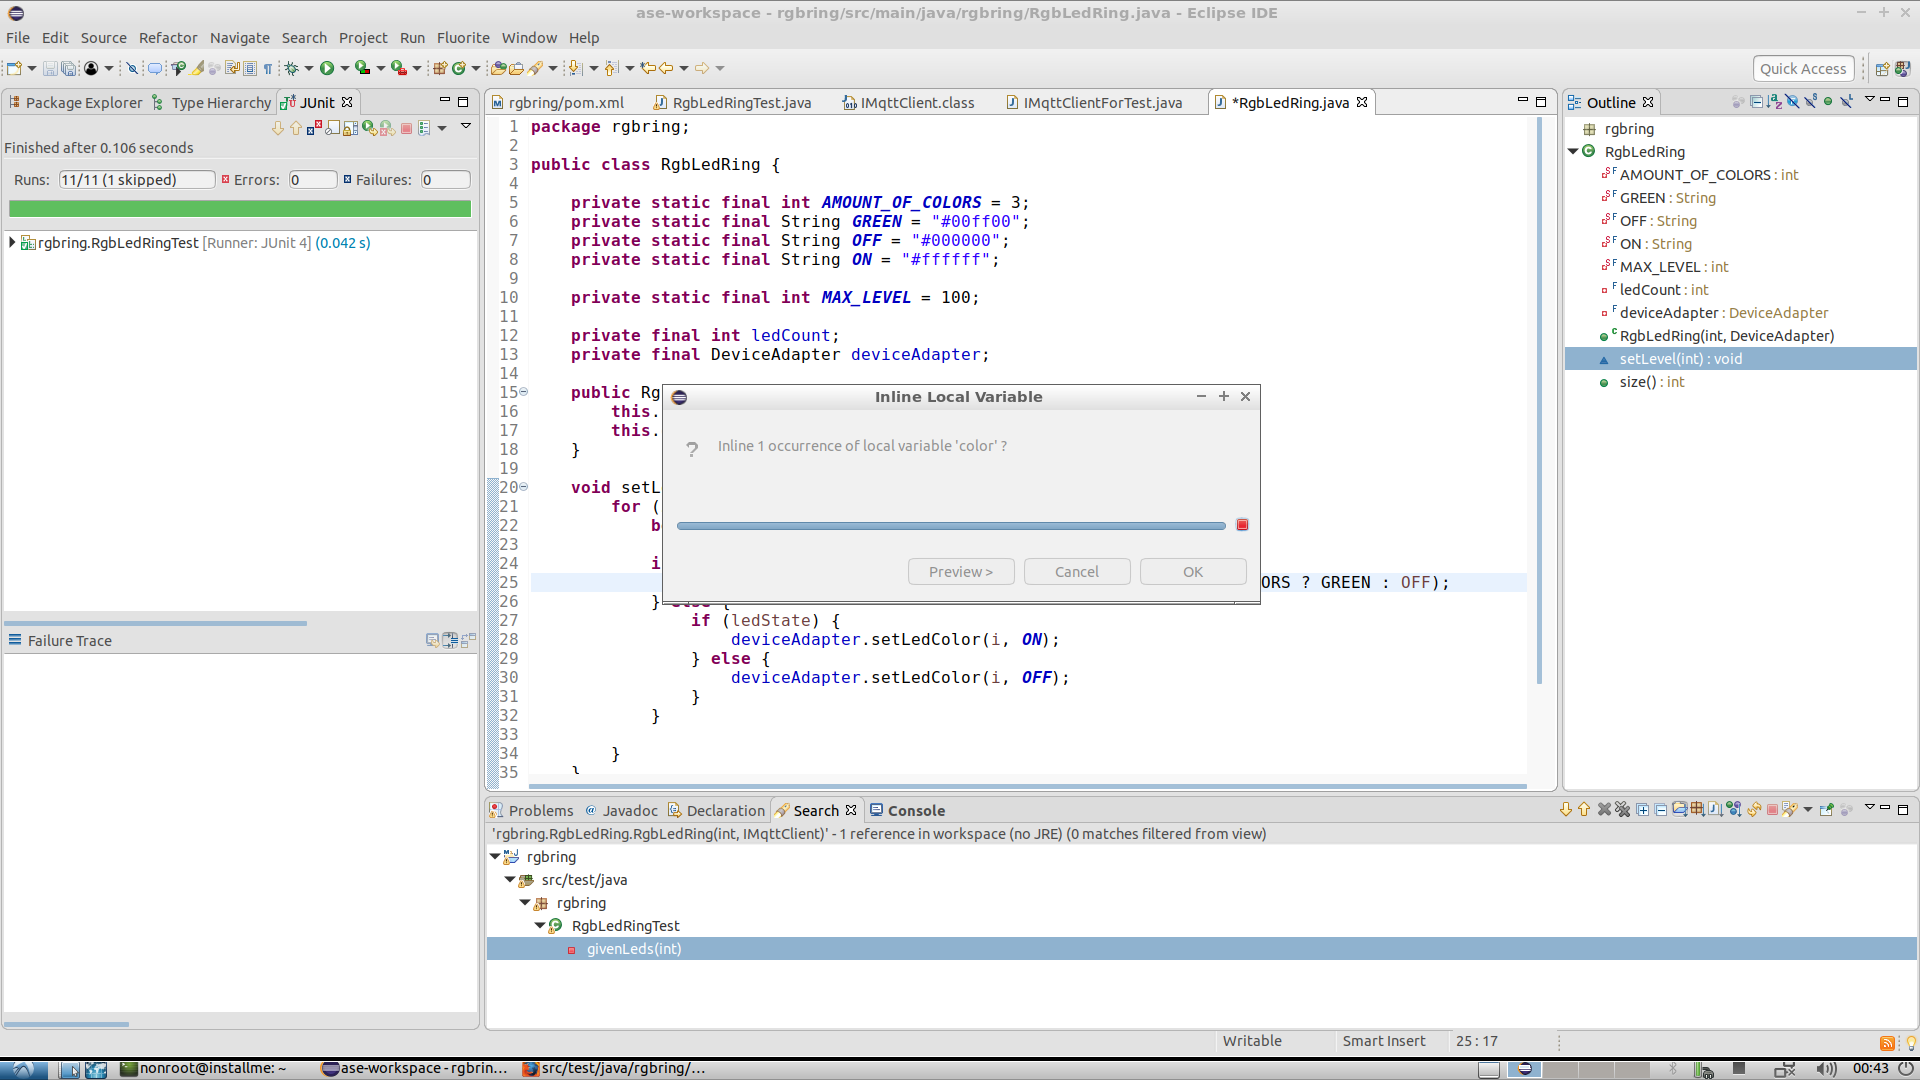 ase-workspace - rgbring/src/main/java/rgbring/RgbLedRing.java - Eclipse IDE
File Edit Source Refactor Navigate Search Project Run Fluorite Window Help
Quick Access
Package Explorer Type Hierarchy JUnit
Finished after 0.106 seconds
Runs: 11/11 (1 skipped) Errors: 0 Failures: 0
rgbring.RgbLedRingTest [Runner: JUnit 4] (0.042 s)
Failure Trace
rgbring/pom.xml RgbLedRingTest.java IMqttClient.class IMqttClientForTest.java *RgbLedRing.java
1 package rgbring;
2
3 public class RgbLedRing {
4
5 private static final int AMOUNT_OF_COLORS = 3;
6 private static final String GREEN = "#00ff00";
7 private static final String OFF = "#000000";
8 private static final String ON = "#ffffff";
9
10 private static final int MAX_LEVEL = 100;
11
12 private final int ledCount;
13 private final DeviceAdapter deviceAdapter;
14
15 public Rg
16 this.
17 this.
18 }
19
20 void setL
21 for (
22 b
23
24 i
25 ORS ? GREEN : OFF);
26 } else {
27 if (ledState) {
28 deviceAdapter.setLedColor(i, ON);
29 } else {
30 deviceAdapter.setLedColor(i, OFF);
31 }
32 }
33
34 }
35 }
Inline Local Variable
? Inline 1 occurrence of local variable 'color' ?
Preview > Cancel OK
Outline
rgbring
RgbLedRing
AMOUNT_OF_COLORS : int
GREEN : String
OFF : String
ON : String
MAX_LEVEL : int
ledCount : int
deviceAdapter : DeviceAdapter
RgbLedRing(int, DeviceAdapter)
setLevel(int) : void
size() : int
Problems @ Javadoc Declaration Search Console
'rgbring.RgbLedRing.RgbLedRing(int, IMqttClient)' - 1 reference in workspace (no JRE) (0 matches filtered from view)
rgbring
src/test/java
rgbring
RgbLedRingTest
givenLeds(int)
Writable Smart Insert 25 : 17
nonroot@installme: ~ ase-workspace - rgbrin... src/test/java/rgbring/... 00:43